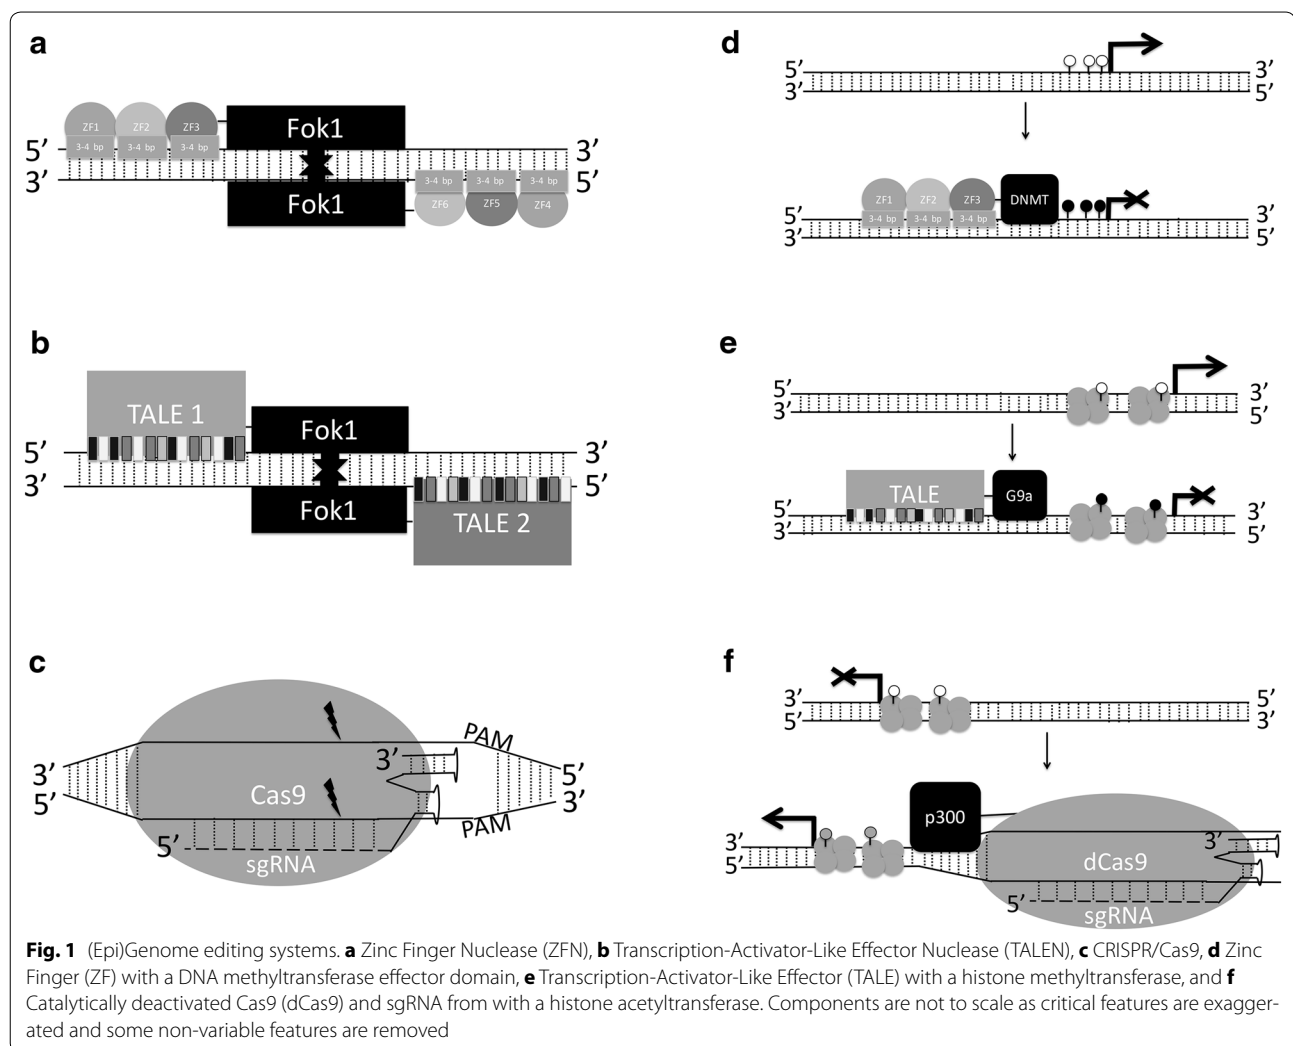 a
Fok1
ZF1 ZF2 ZF3
3-4 bp 3-4 bp 3-4 bp
5’ 3’
3’ 5’
3-4 bp 3-4 bp 3-4 bp
Fok1
ZF6 ZF5 ZF4
b
TALE 1
Fok1
5’ 3’
3’ 5’
Fok1
TALE 2
c
PAM
3’
3’ 5’
Cas9
5’ 3’
PAM
5’
sgRNA
d
5’ 3’
3’ 5’
ZF1 ZF2 ZF3 DNMT
3-4 bp 3-4 bp 3-4 bp
5’ 3’
3’ 5’
e
5’ 3’
3’ 5’
TALE G9a
5’ 3’
3’ 5’
f
3’ 5’
5’ 3’
p300
3’ 3’
dCas9
5’
5’
sgRNA
Fig. 1 (Epi)Genome editing systems. a Zinc Finger Nuclease (ZFN), b Transcription-Activator-Like Effector Nuclease (TALEN), c CRISPR/Cas9, d Zinc
Finger (ZF) with a DNA methyltransferase effector domain, e Transcription-Activator-Like Effector (TALE) with a histone methyltransferase, and f
Catalytically deactivated Cas9 (dCas9) and sgRNA from with a histone acetyltransferase. Components are not to scale as critical features are exagger-
ated and some non-variable features are removed